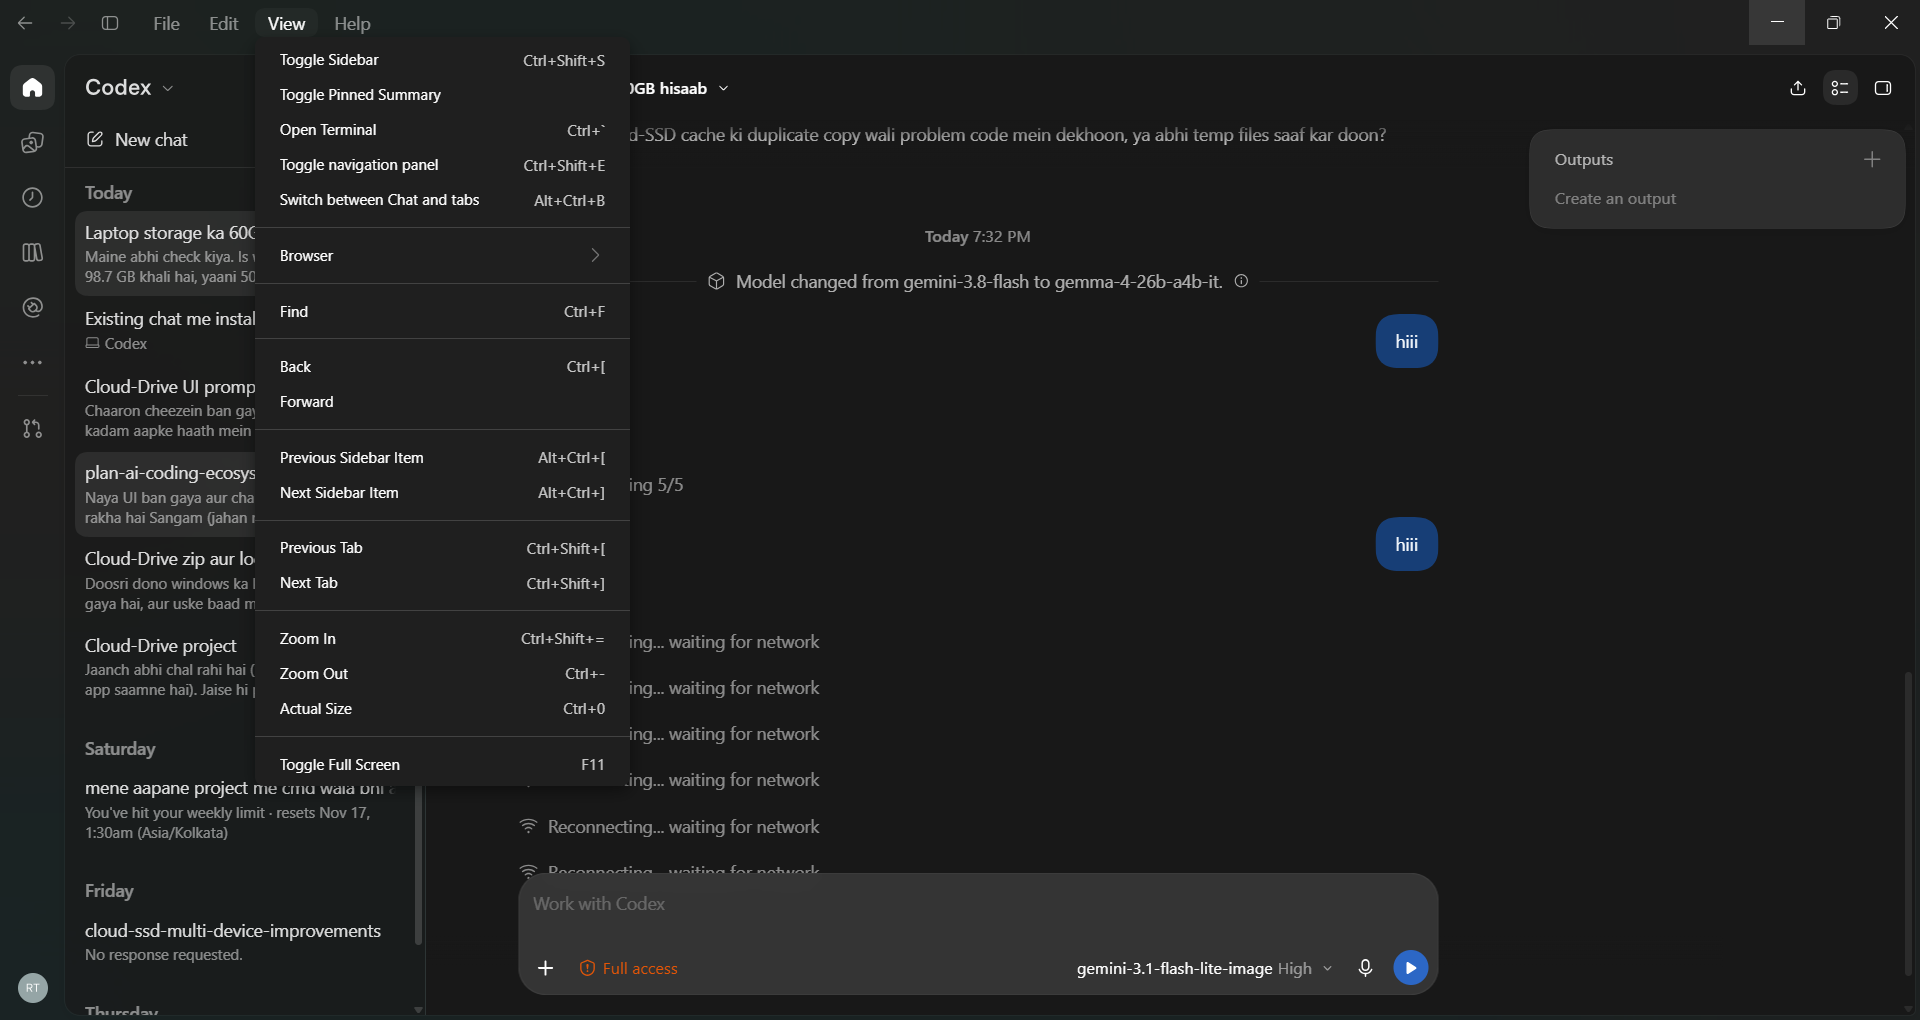 File Edit View Help
Toggle Sidebar Ctrl+Shift+S
Toggle Pinned Summary
Open Terminal Ctrl+`
Toggle navigation panel Ctrl+Shift+E
Switch between Chat and tabs Alt+Ctrl+B
Browser
Find Ctrl+F
Back Ctrl+[
Forward
Previous Sidebar Item Alt+Ctrl+[
Next Sidebar Item Alt+Ctrl+]
Previous Tab Ctrl+Shift+[
Next Tab Ctrl+Shift+]
Zoom In Ctrl+Shift+=
Zoom Out Ctrl+-
Actual Size Ctrl+0
Toggle Full Screen F11
Codex
New chat
Today
Laptop storage ka
Maine abhi check kiya. Is
98.7 GB khali hai, yaani
Existing chat me
Codex
Cloud-Drive UI
Chaaron cheezein ban
kadam aapke haath mein
plan-ai-coding-
Naya UI ban gaya aur
rakha hai Sangam (jahan
Cloud-Drive zip aur
Doosri dono windows ka
gaya hai, aur uske baad
Cloud-Drive project
Jaanch abhi chal rahi hai
app saamne hai). Jaise hi
Saturday
mene aapane project me cmd wala bhi
You've hit your weekly limit · resets Nov 17,
1:30am (Asia/Kolkata)
Friday
cloud-ssd-multi-device-improvements
No response requested.
Thursday
RT
hisaab
d-SSD cache ki duplicate copy wali problem code mein dekhoon, ya abhi temp files saaf kar doon?
Today 7:32 PM
Model changed from gemini-3.8-flash to gemma-4-26b-a4b-it.
hiii
ing 5/5
hiii
ing... waiting for network
ing... waiting for network
ing... waiting for network
ting... waiting for network
Reconnecting... waiting for network
Reconnecting... waiting for network
Work with Codex
Full access
gemini-3.1-flash-lite-image High
Outputs
Create an output